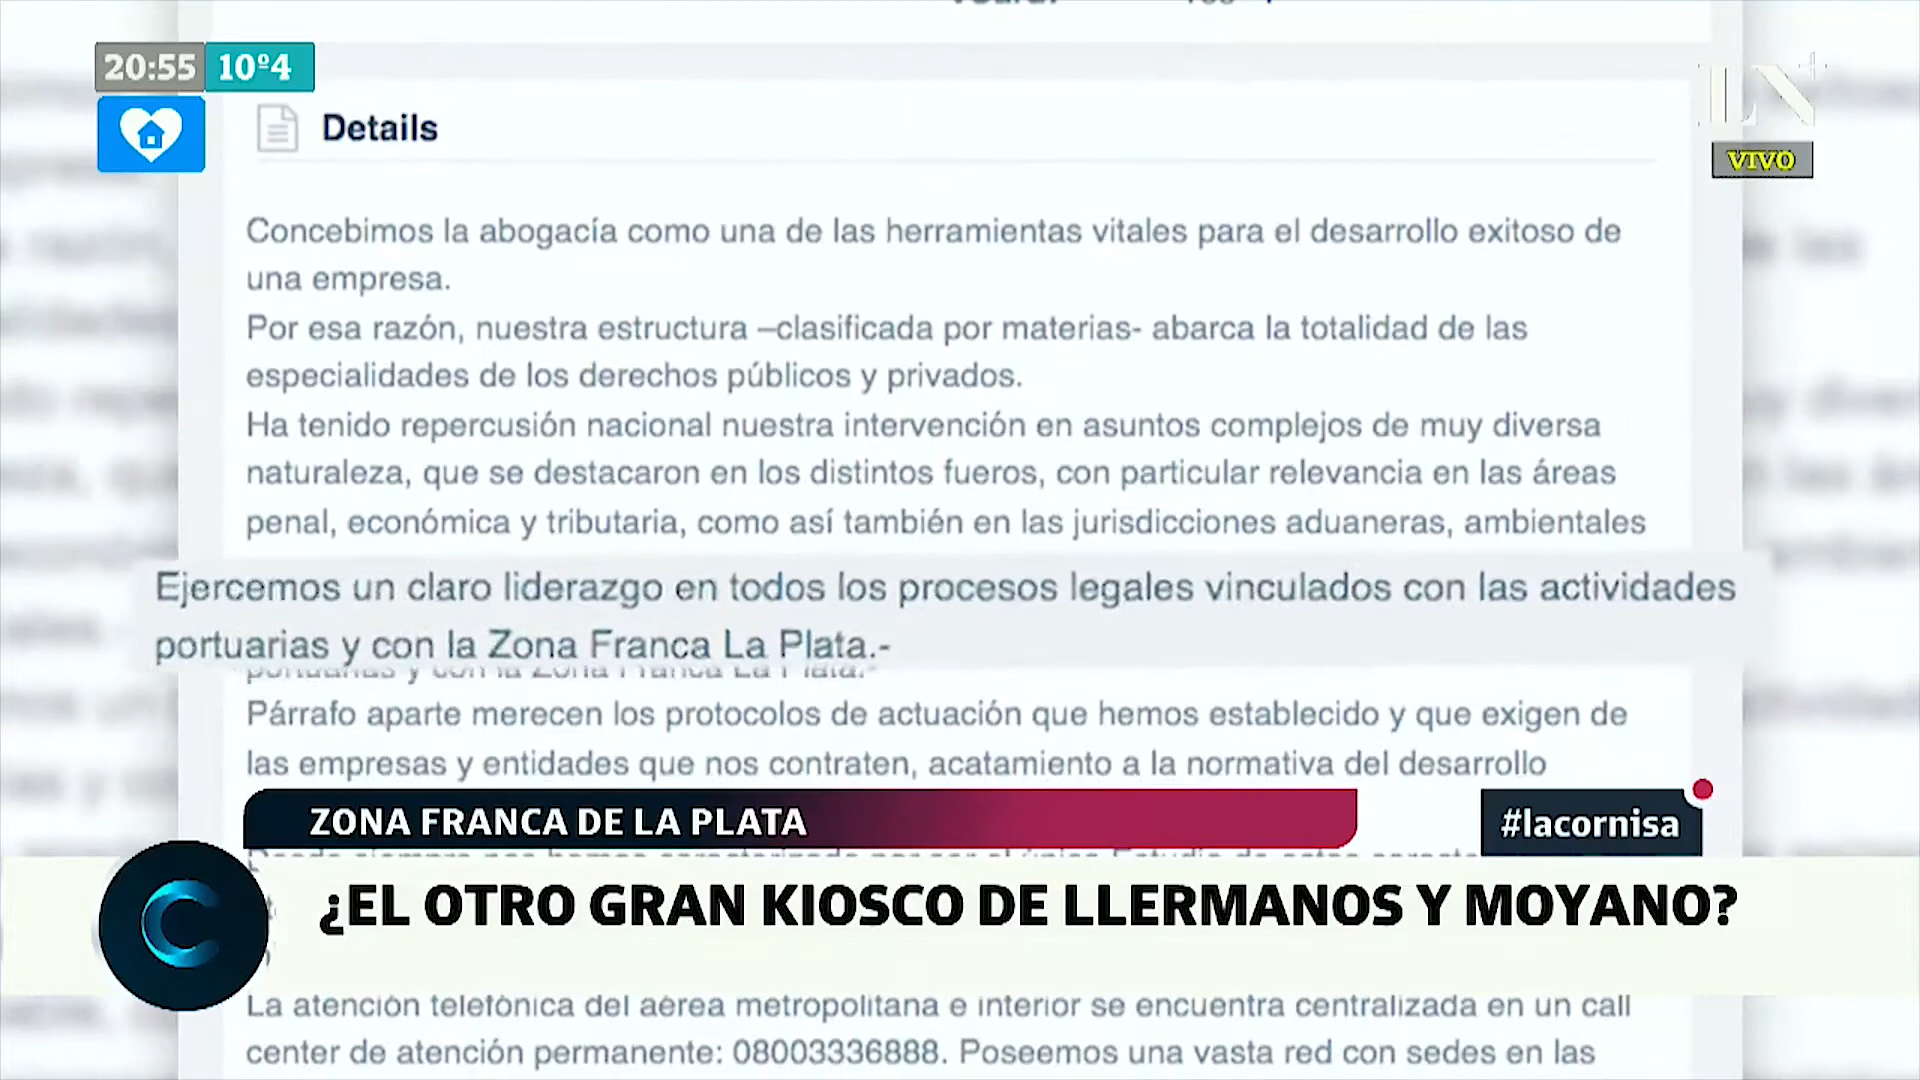 20:55 10º4
LN+
VIVO
Details
Concebimos la abogacía como una de las herramientas vitales para el desarrollo exitoso de
una empresa.
Por esa razón, nuestra estructura –clasificada por materias- abarca la totalidad de las
especialidades de los derechos públicos y privados.
Ha tenido repercusión nacional nuestra intervención en asuntos complejos de muy diversa
naturaleza, que se destacaron en los distintos fueros, con particular relevancia en las áreas
penal, económica y tributaria, como así también en las jurisdicciones aduaneras, ambientales
Ejercemos un claro liderazgo en todos los procesos legales vinculados con las actividades
portuarias y con la Zona Franca La Plata.-
portuarias y con la Zona Franca La Plata.-
Párrafo aparte merecen los protocolos de actuación que hemos establecido y que exigen de
las empresas y entidades que nos contraten, acatamiento a la normativa del desarrollo
ZONA FRANCA DE LA PLATA
#lacornisa
¿EL OTRO GRAN KIOSCO DE LLERMANOS Y MOYANO?
La atención telefónica del aérea metropolitana e interior se encuentra centralizada en un call
center de atención permanente: 08003336888. Poseemos una vasta red con sedes en las